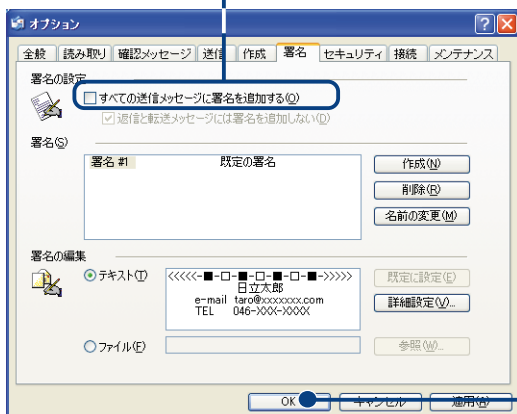 オプション
全般 読み取り 確認メッセージ 送信 作成 署名 セキュリティ 接続 メンテナンス
署名の設定
すべての送信メッセージに署名を追加する(O)
返信と転送メッセージには署名を追加しない(D)
署名(S)
署名 #1 既定の署名
作成(N)
削除(R)
名前の変更(M)
署名の編集
テキスト(T)
<<<<<-■-□-■-□-■-□-■->>>>>
日立太郎
e-mail taro@xxxxxxx.com
TEL 046-XXX-XXXX
既定に設定(E)
詳細設定(V)...
ファイル(F)
参照(W)...
OK キャンセル 適用(A)